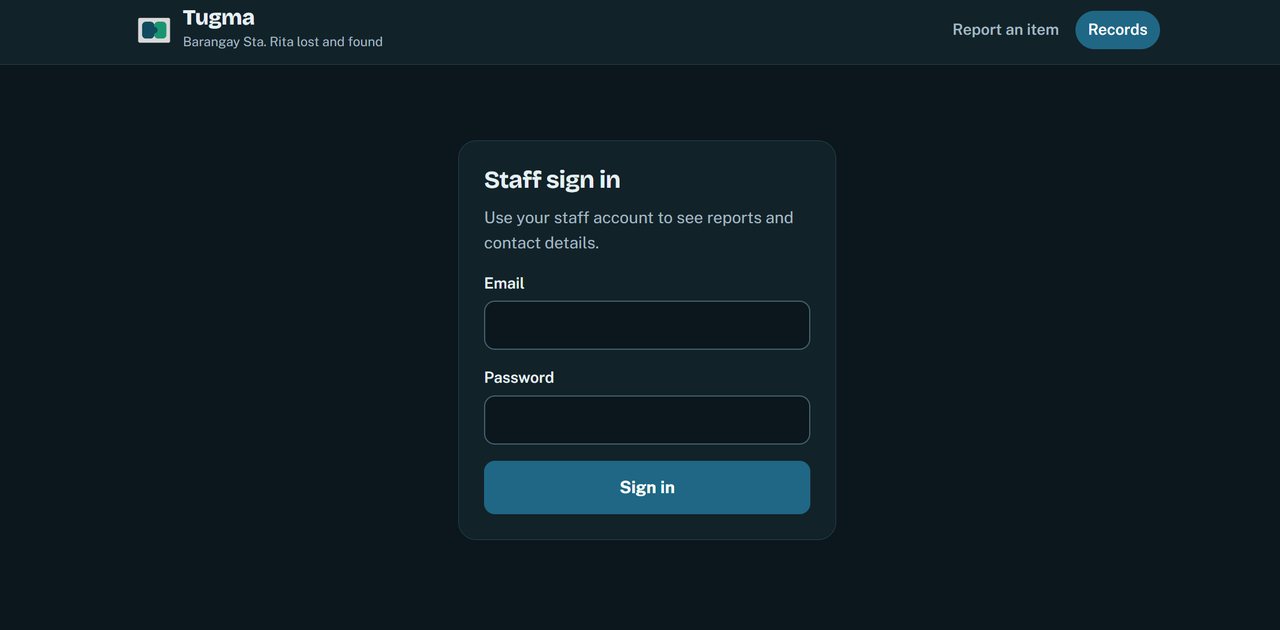 Tugma
Barangay Sta. Rita lost and found
Report an item
Records
Staff sign in
Use your staff account to see reports and
contact details.
Email
Password
Sign in